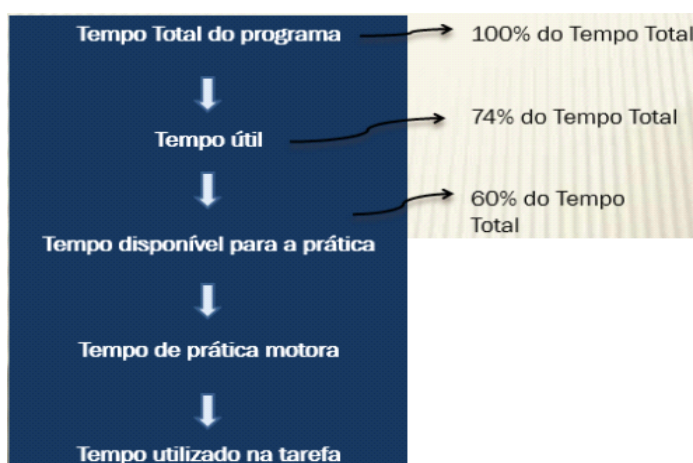 Tempo Total do programa
100% do Tempo Total
Tempo útil
74% do Tempo Total
60% do Tempo
Total
Tempo disponível para a prática
Tempo de prática motora
Tempo utilizado na tarefa